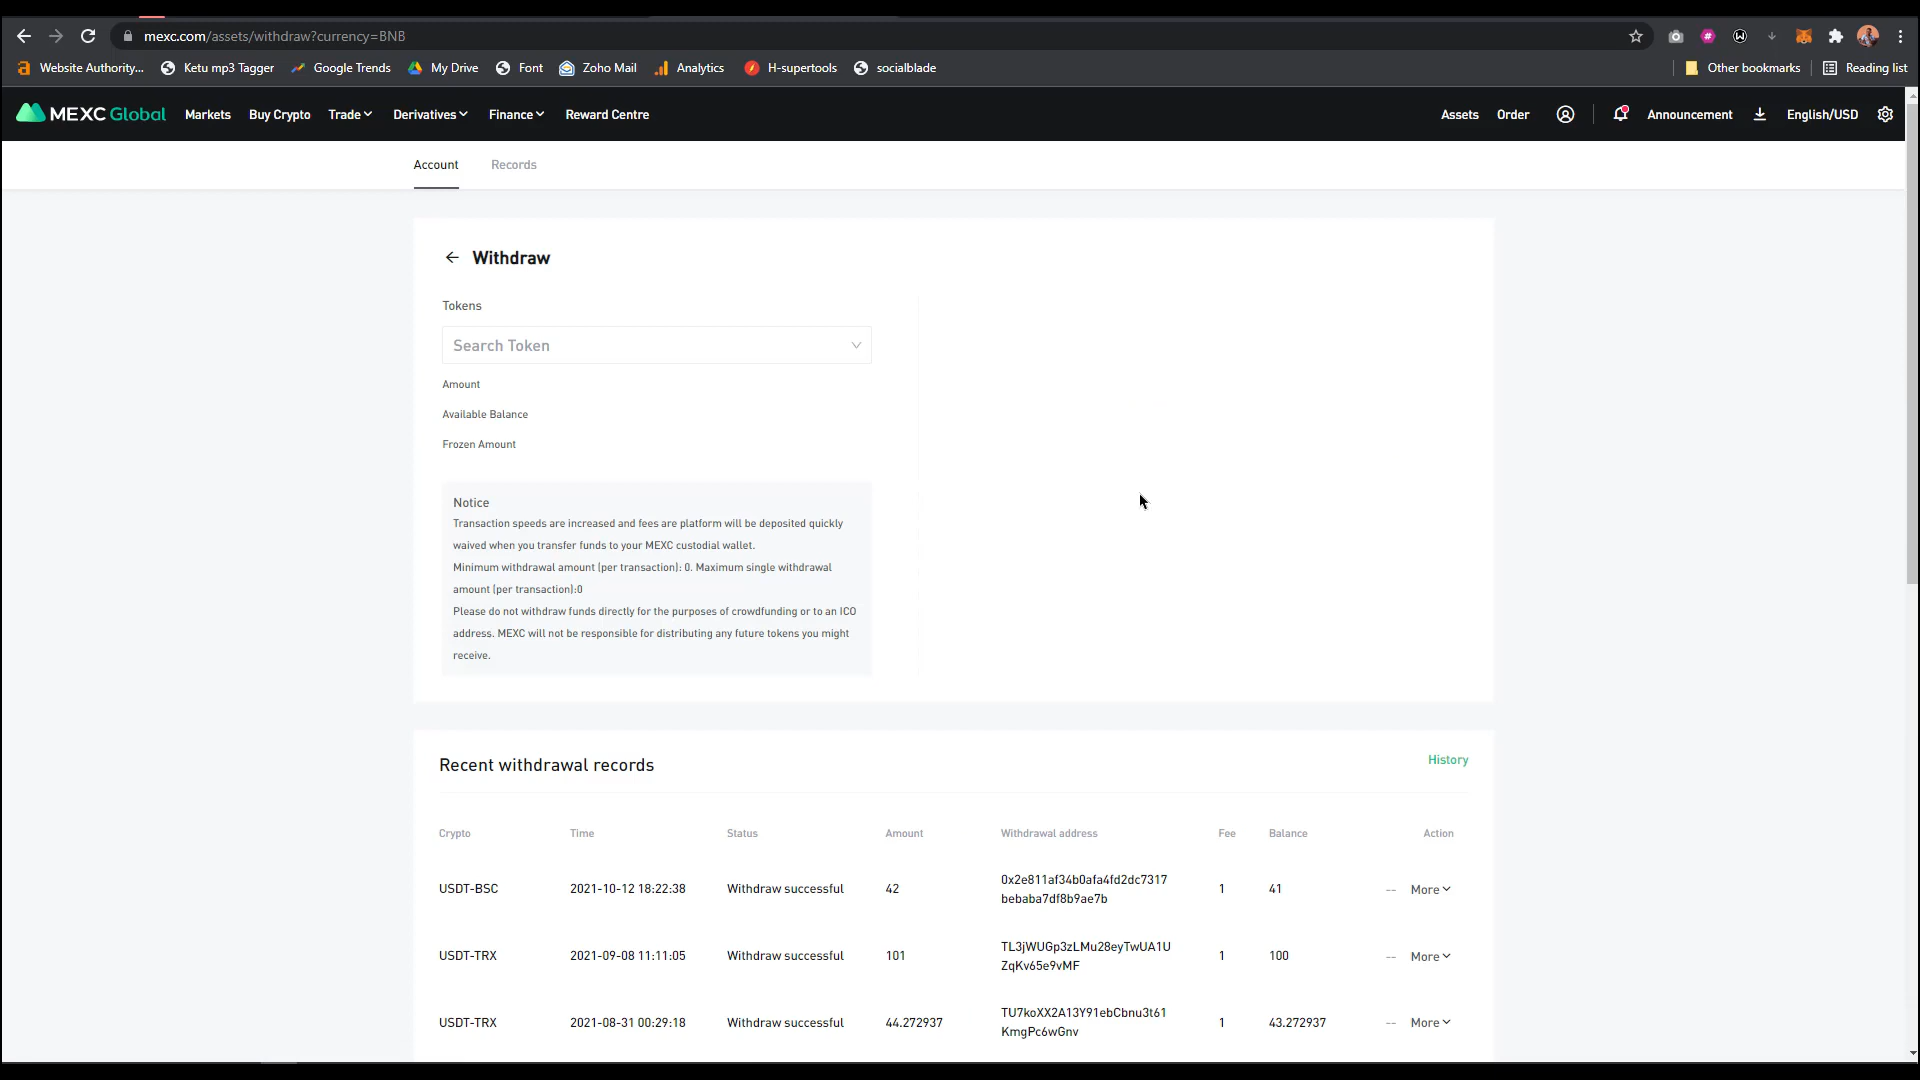 mexc.com/assets/withdraw?currency=BNB
Website Authority... Ketu mp3 Tagger Google Trends My Drive Font Zoho Mail Analytics H-supertools socialblade Other bookmarks Reading list
MEXC Global Markets Buy Crypto Trade Derivatives Finance Reward Centre Assets Order Announcement English/USD
Account Records
Withdraw
Tokens
Search Token
Amount
Available Balance
Frozen Amount
Notice
Transaction speeds are increased and fees are platform will be deposited quickly
waived when you transfer funds to your MEXC custodial wallet.
Minimum withdrawal amount (per transaction): 0. Maximum single withdrawal
amount (per transaction):0
Please do not withdraw funds directly for the purposes of crowdfunding or to an ICO
address. MEXC will not be responsible for distributing any future tokens you might
receive.
Recent withdrawal records History
Crypto Time Status Amount Withdrawal address Fee Balance Action
USDT-BSC 2021-10-12 18:22:38 Withdraw successful 42 0x2e811af34b0afa4fd2dc7317 1 41 -- More
bebaba7df8b9ae7b
USDT-TRX 2021-09-08 11:11:05 Withdraw successful 101 TL3jWUGp3zLMu28eyTwUA1U 1 100 -- More
ZqKv65e9vMF
USDT-TRX 2021-08-31 00:29:18 Withdraw successful 44.272937 TU7koXX2A13Y91ebCbnu3t61 1 43.272937 -- More
KmgPc6wGnv